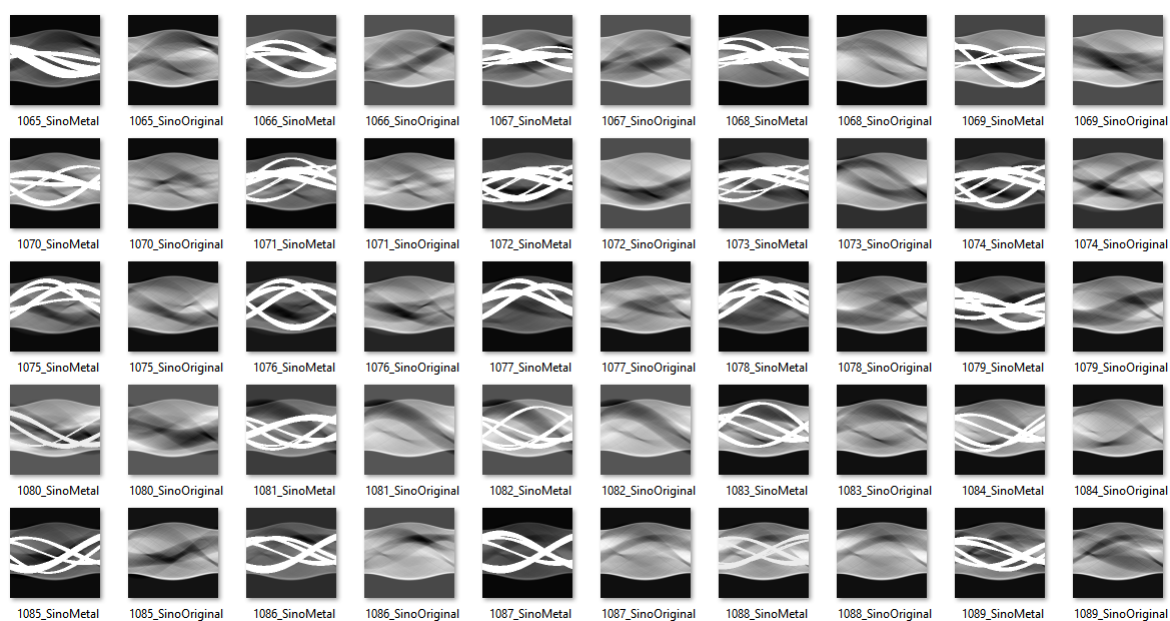 1065_SinoMetal 1065_SinoOriginal 1066_SinoMetal 1066_SinoOriginal 1067_SinoMetal 1067_SinoOriginal 1068_SinoMetal 1068_SinoOriginal 1069_SinoMetal 1069_SinoOriginal
1070_SinoMetal 1070_SinoOriginal 1071_SinoMetal 1071_SinoOriginal 1072_SinoMetal 1072_SinoOriginal 1073_SinoMetal 1073_SinoOriginal 1074_SinoMetal 1074_SinoOriginal
1075_SinoMetal 1075_SinoOriginal 1076_SinoMetal 1076_SinoOriginal 1077_SinoMetal 1077_SinoOriginal 1078_SinoMetal 1078_SinoOriginal 1079_SinoMetal 1079_SinoOriginal
1080_SinoMetal 1080_SinoOriginal 1081_SinoMetal 1081_SinoOriginal 1082_SinoMetal 1082_SinoOriginal 1083_SinoMetal 1083_SinoOriginal 1084_SinoMetal 1084_SinoOriginal
1085_SinoMetal 1085_SinoOriginal 1086_SinoMetal 1086_SinoOriginal 1087_SinoMetal 1087_SinoOriginal 1088_SinoMetal 1088_SinoOriginal 1089_SinoMetal 1089_SinoOriginal